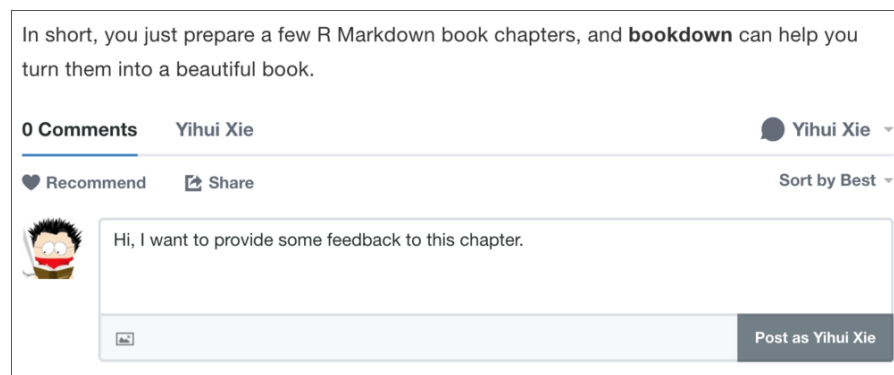 In short, you just prepare a few R Markdown book chapters, and bookdown can help you
turn them into a beautiful book.
0 Comments Yihui Xie Yihui Xie
Recommend Share Sort by Best
Hi, I want to provide some feedback to this chapter.
Post as Yihui Xie